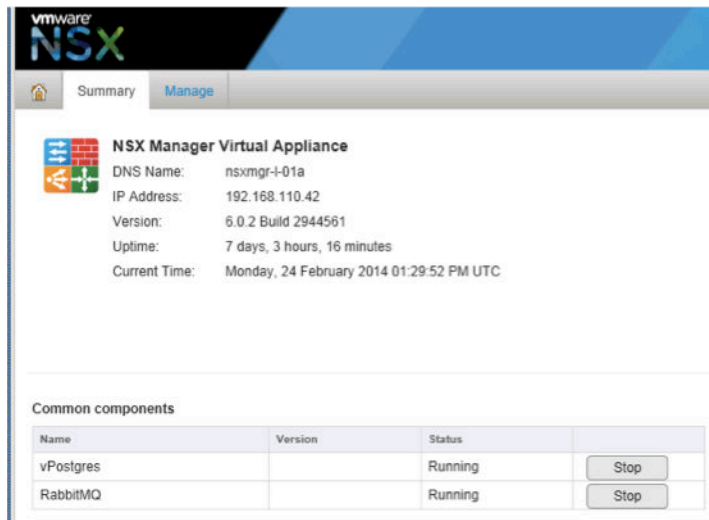 vmware
NSX
Summary Manage
NSX Manager Virtual Appliance
DNS Name: nsxmgr-l-01a
IP Address: 192.168.110.42
Version: 6.0.2 Build 2944561
Uptime: 7 days, 3 hours, 16 minutes
Current Time: Monday, 24 February 2014 01:29:52 PM UTC
Common components
Name Version Status
vPostgres Running Stop
RabbitMQ Running Stop